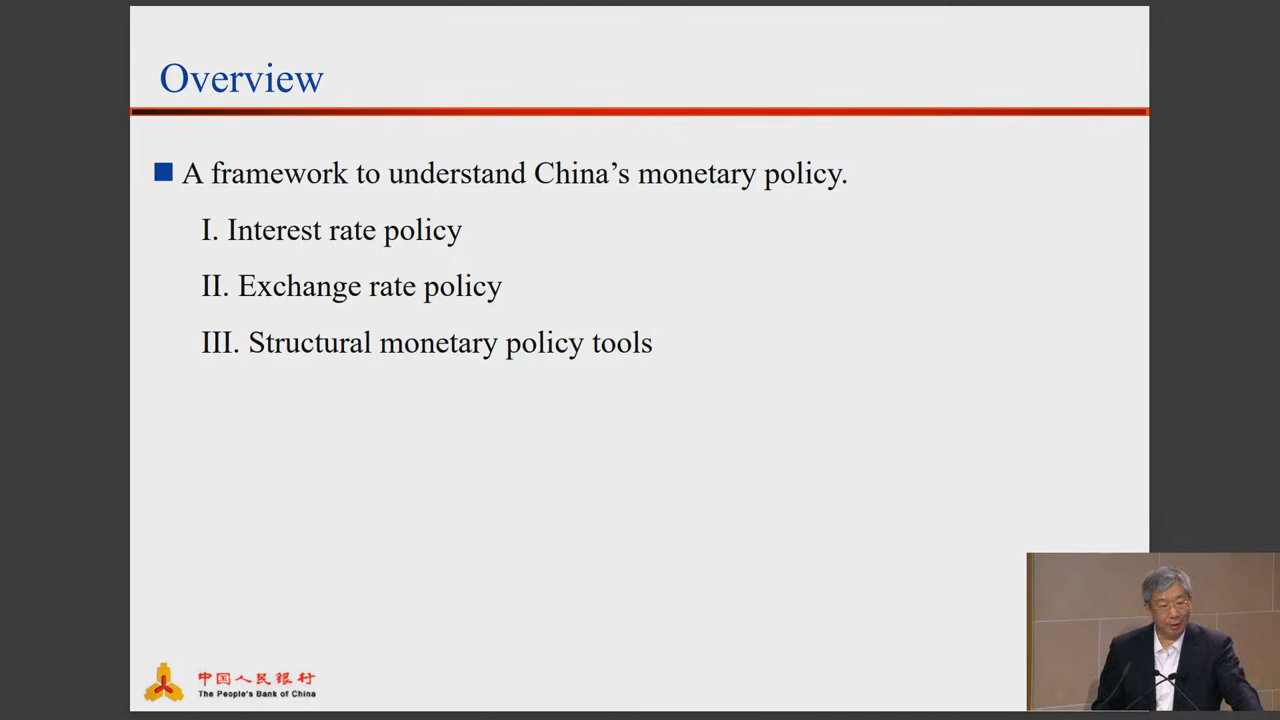 Overview
A framework to understand China’s monetary policy.
I. Interest rate policy
II. Exchange rate policy
III. Structural monetary policy tools
中国人民银行
The People's Bank of China